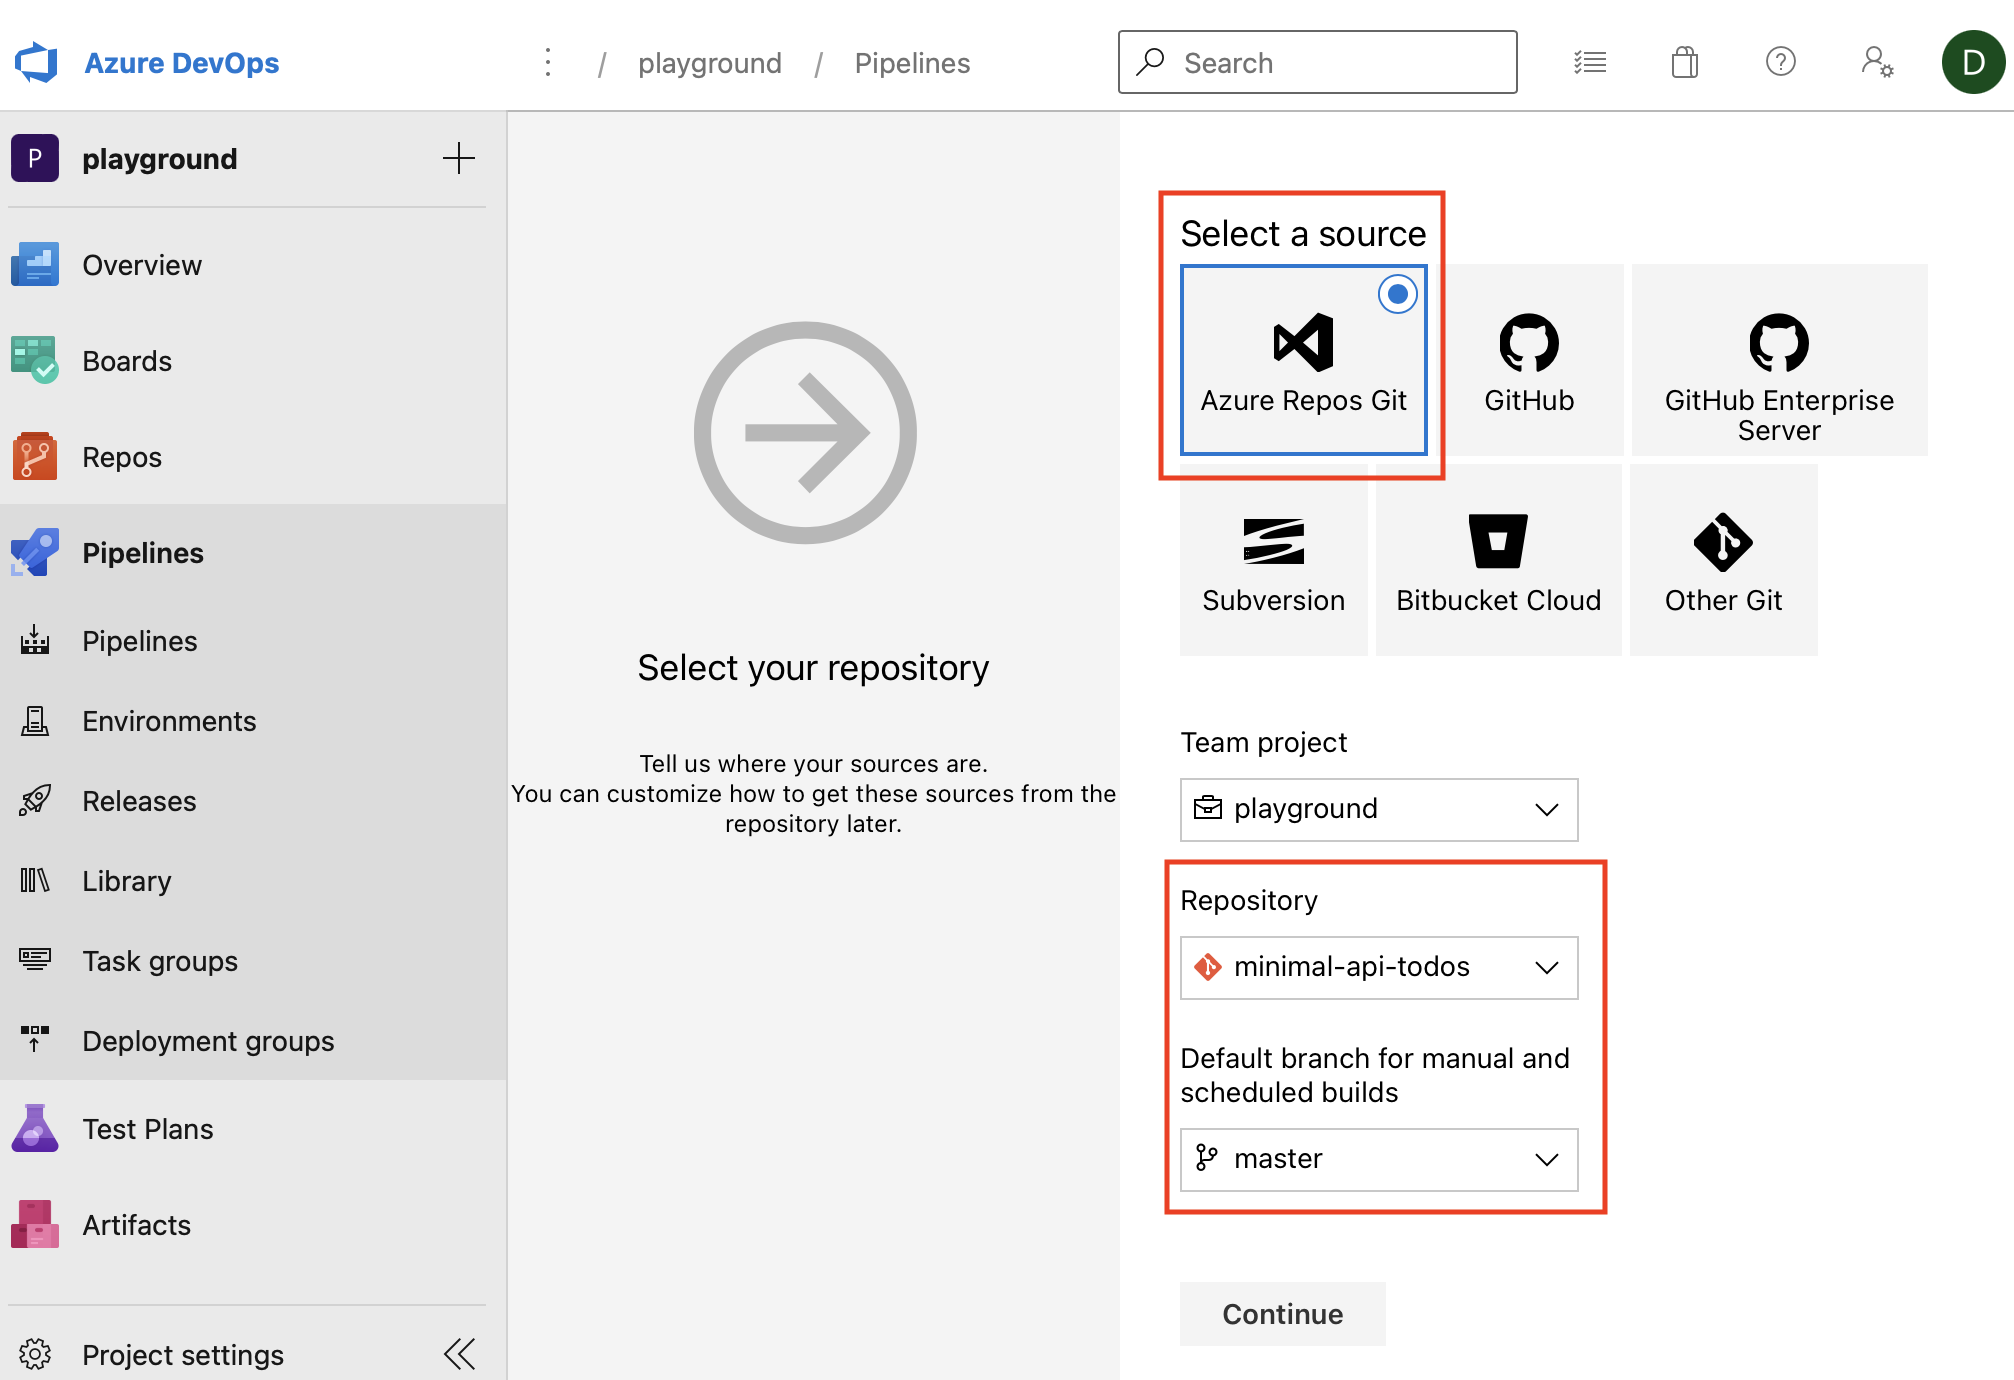 Azure DevOps
/ playground / Pipelines
Search
D
P playground
Overview
Boards
Repos
Pipelines
Pipelines
Environments
Releases
Library
Task groups
Deployment groups
Test Plans
Artifacts
Project settings
Select your repository
Tell us where your sources are.
You can customize how to get these sources from the
repository later.
Select a source
Azure Repos Git
GitHub
GitHub Enterprise
Server
Subversion
Bitbucket Cloud
Other Git
Team project
playground
Repository
minimal-api-todos
Default branch for manual and
scheduled builds
master
Continue